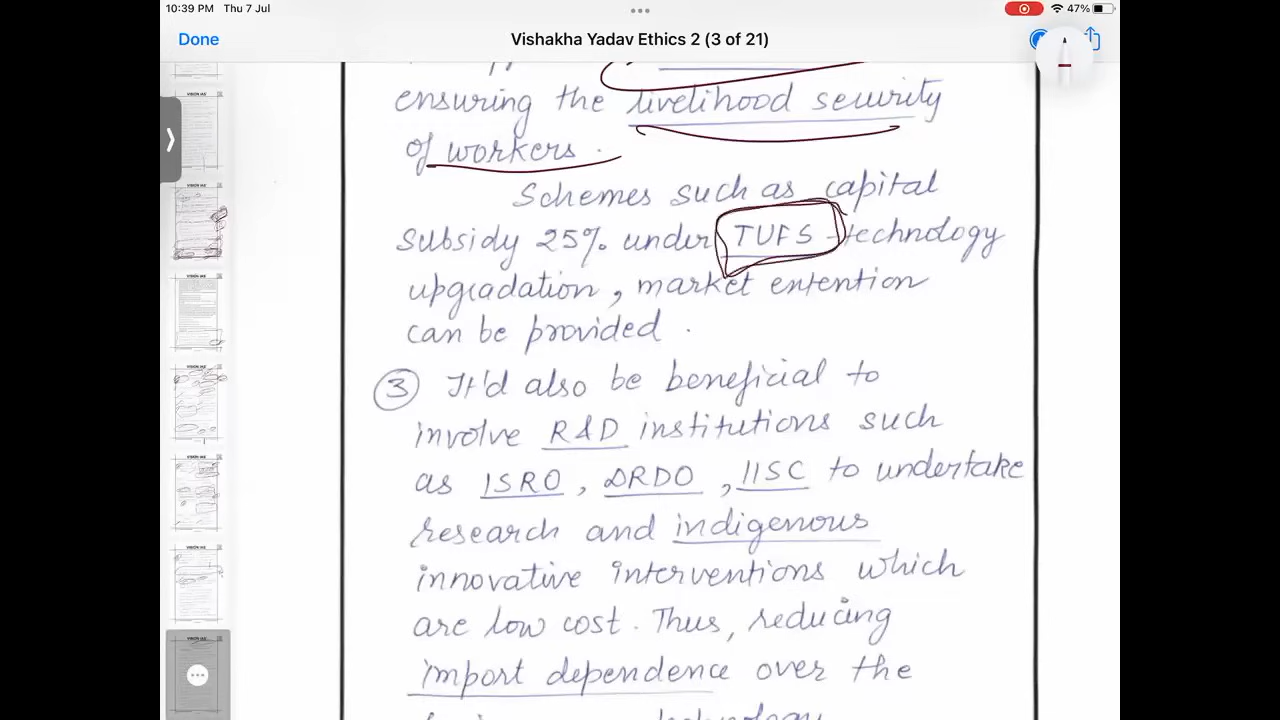 10:39 PM Thu 7 Jul
47%
Done
Vishakha Yadav Ethics 2 (3 of 21)
ensuring the livelihood security
of workers.
Schemes such as capital
subsidy 25% under TUFS - technology
upgradation, market entention
can be provided.
3 It'd also be beneficial to
involve R&D institutions such
as ISRO, DRDO, IISC to undertake
research and indigenous
innovative interventions which
are low cost. Thus, reducing
import dependence over the
technology